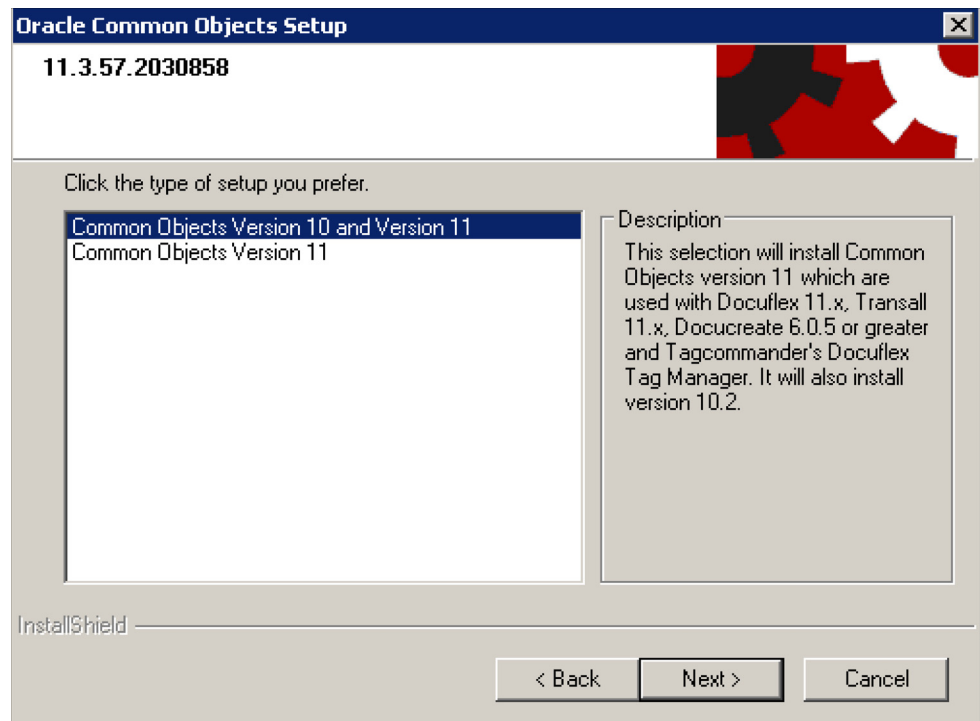 Oracle Common Objects Setup
11.3.57.2030858
Click the type of setup you prefer.
Common Objects Version 10 and Version 11
Common Objects Version 11
Description
This selection will install Common
Objects version 11 which are
used with Docuflex 11.x, Transall
11.x, Docucreate 6.0.5 or greater
and Tagcommander's Docuflex
Tag Manager. It will also install
version 10.2.
InstallShield
< Back
Next >
Cancel